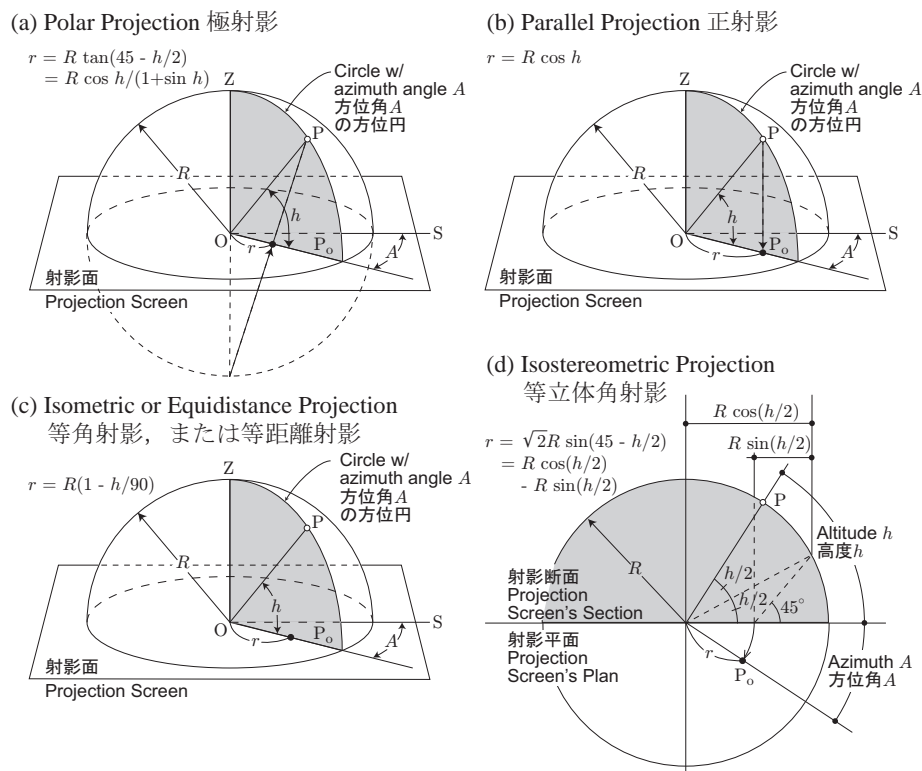 (a) Polar Projection 極射影
r = R tan(45 - h/2)
= R cos h/(1+sin h)
Z
Circle w/
azimuth angle A
方位角A
の方位円
P
R
h
O
r
Po
S
A
射影面
Projection Screen
(b) Parallel Projection 正射影
r = R cos h
Z
Circle w/
azimuth angle A
方位角A
の方位円
P
R
h
O
r
Po
S
A
射影面
Projection Screen
(c) Isometric or Equidistance Projection
等角射影，または等距離射影
r = R(1 - h/90)
Z
Circle w/
azimuth angle A
方位角A
の方位円
P
R
h
O
r
Po
S
A
射影面
Projection Screen
(d) Isostereometric Projection
等立体角射影
r = √2R sin(45 - h/2)
= R cos(h/2)
- R sin(h/2)
R cos(h/2)
R sin(h/2)
P
Altitude h
高度h
R
h/2
h/2
45°
射影断面
Projection
Screen's Section
射影平面
Projection
Screen's Plan
r
Po
Azimuth A
方位角A